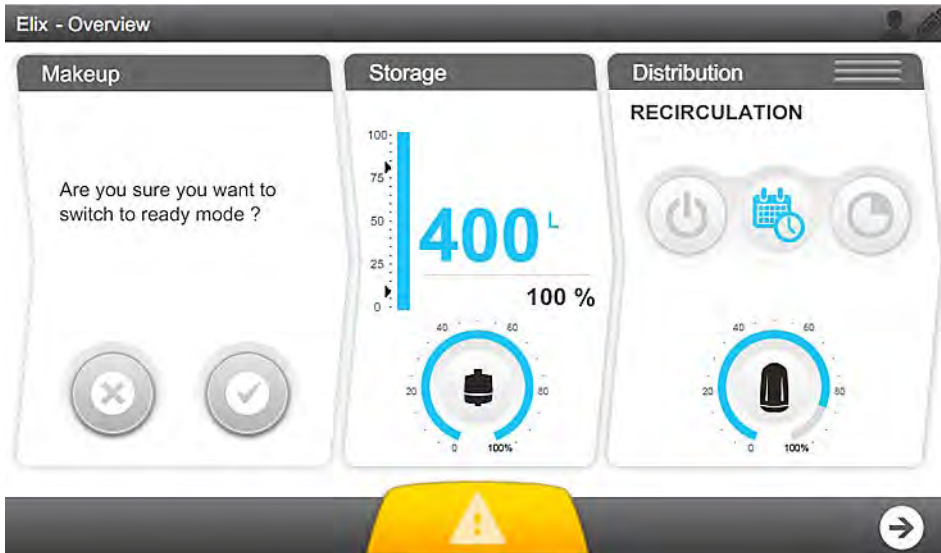 Elix - Overview
Makeup
Are you sure you want to
switch to ready mode ?
Storage
100
75
50
25
0
400 L
100 %
40
60
20
80
0
100%
Distribution
RECIRCULATION
40
60
20
80
0
100%